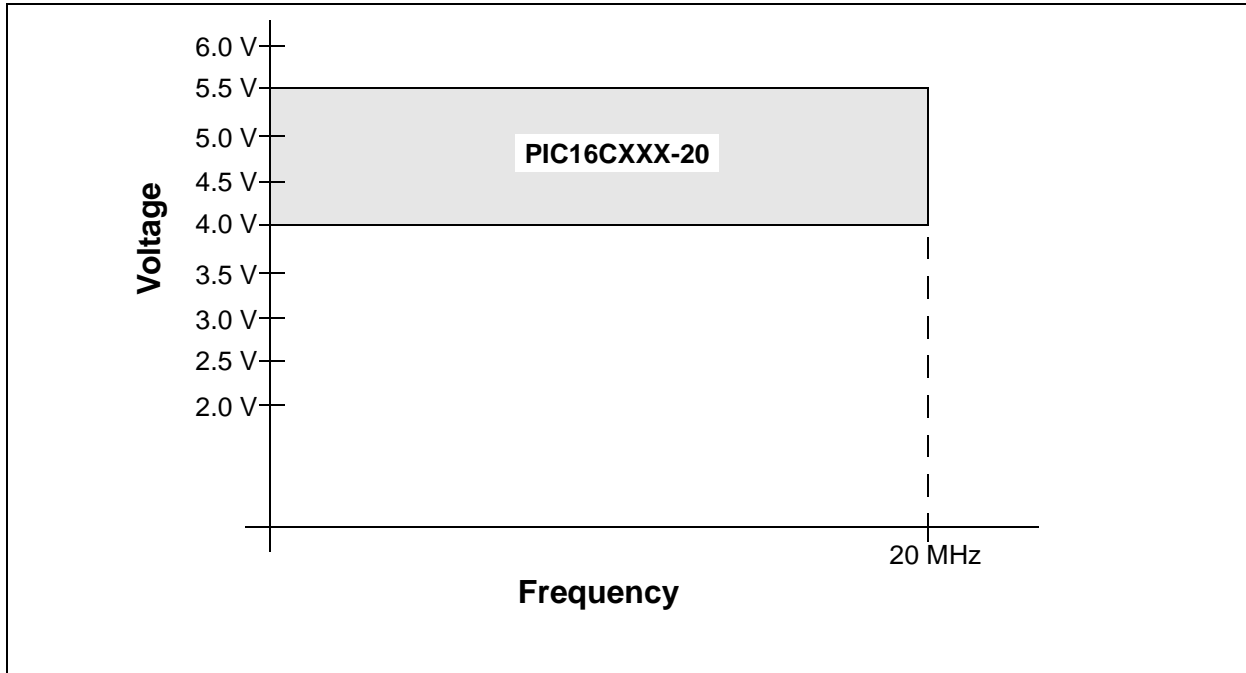 6.0 V
5.5 V
5.0 V
4.5 V
4.0 V
3.5 V
3.0 V
2.5 V
2.0 V
Voltage
PIC16CXXX-20
20 MHz
Frequency